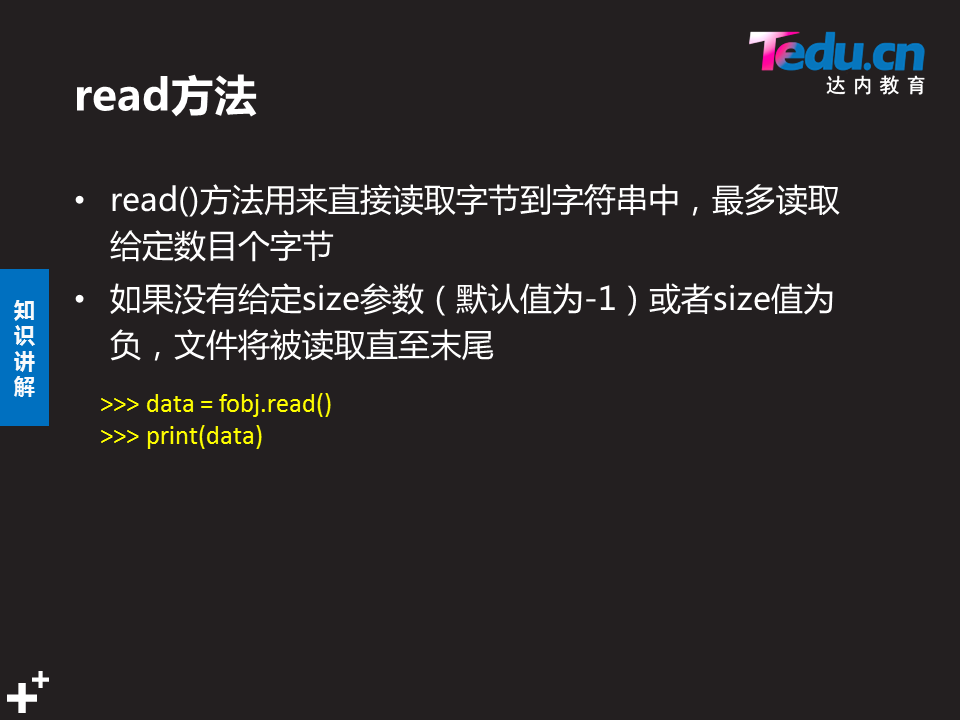 Tedu.cn
达内教育
read方法
• read()方法用来直接读取字节到字符串中，最多读取
给定数目个字节
• 如果没有给定size参数（默认值为-1）或者size值为
负，文件将被读取直至末尾
知识讲解
>>> data = fobj.read()
>>> print(data)